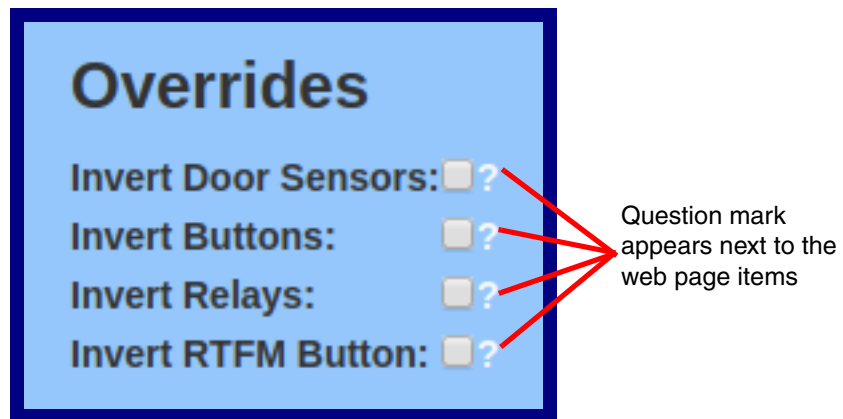 Overrides
Invert Door Sensors: ?
Invert Buttons: ?
Invert Relays: ?
Invert RTFM Button: ?
Question mark
appears next to the
web page items